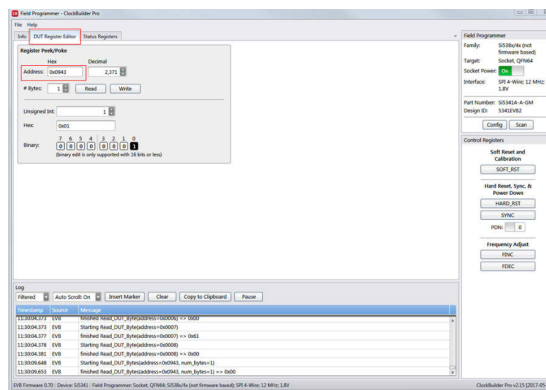 Field Programmer - ClockBuilder Pro
File Help
Info DUT Register Editor Status Registers
Register Peek/Poke
Hex Decimal
Address: 0x0943 2,371
# Bytes: 1 Read Write
Unsigned Int: 1
Hex: 0x01
7 6 5 4 3 2 1 0
Binary: 0 0 0 0 0 0 0 1
(binary edit is only supported with 16 bits or less)
Field Programmer
Family: Si538x/4x (not firmware based)
Target: Socket, QFN64
Socket Power: On
Interface: SPI 4-Wire; 12 MHz; 1.8V
Part Number: Si5341A-A-GM
Design ID: 5341EVB2
Config Scan
Control Registers
Soft Reset and
Calibration
SOFT_RST
Hard Reset, Sync, &
Power Down
HARD_RST
SYNC
PDN: 0
Frequency Adjust
FINC
FDEC
Log
Filtered Auto Scroll: On Insert Marker Clear Copy to Clipboard Pause
Timestamp Source Message
11:30:04.373 EVB Finished Read_DUT_Byte(address=0x0006) => 0x00
11:30:04.373 EVB Starting Read_DUT_Byte(address=0x0007)
11:30:04.377 EVB Finished Read_DUT_Byte(address=0x0007) => 0x61
11:30:04.378 EVB Starting Read_DUT_Byte(address=0x0008)
11:30:04.381 EVB finished Read_DUT_Byte(address=0x0008) => 0x00
11:30:09.648 EVB Starting Read_DUT_Bytes(address=0x0943, num_bytes=1)
11:30:09.653 EVB finished Read_DUT_Bytes(address=0x0943, num_bytes=1) => 0x00
EVB Firmware 0.70 : Device: Si5341 : Field Programmer: Socket; QFN64; Si538x/4x (not firmware based); SPI 4-Wire; 12 MHz; 1.8V ClockBuilder Pro v2.15 [2017-05